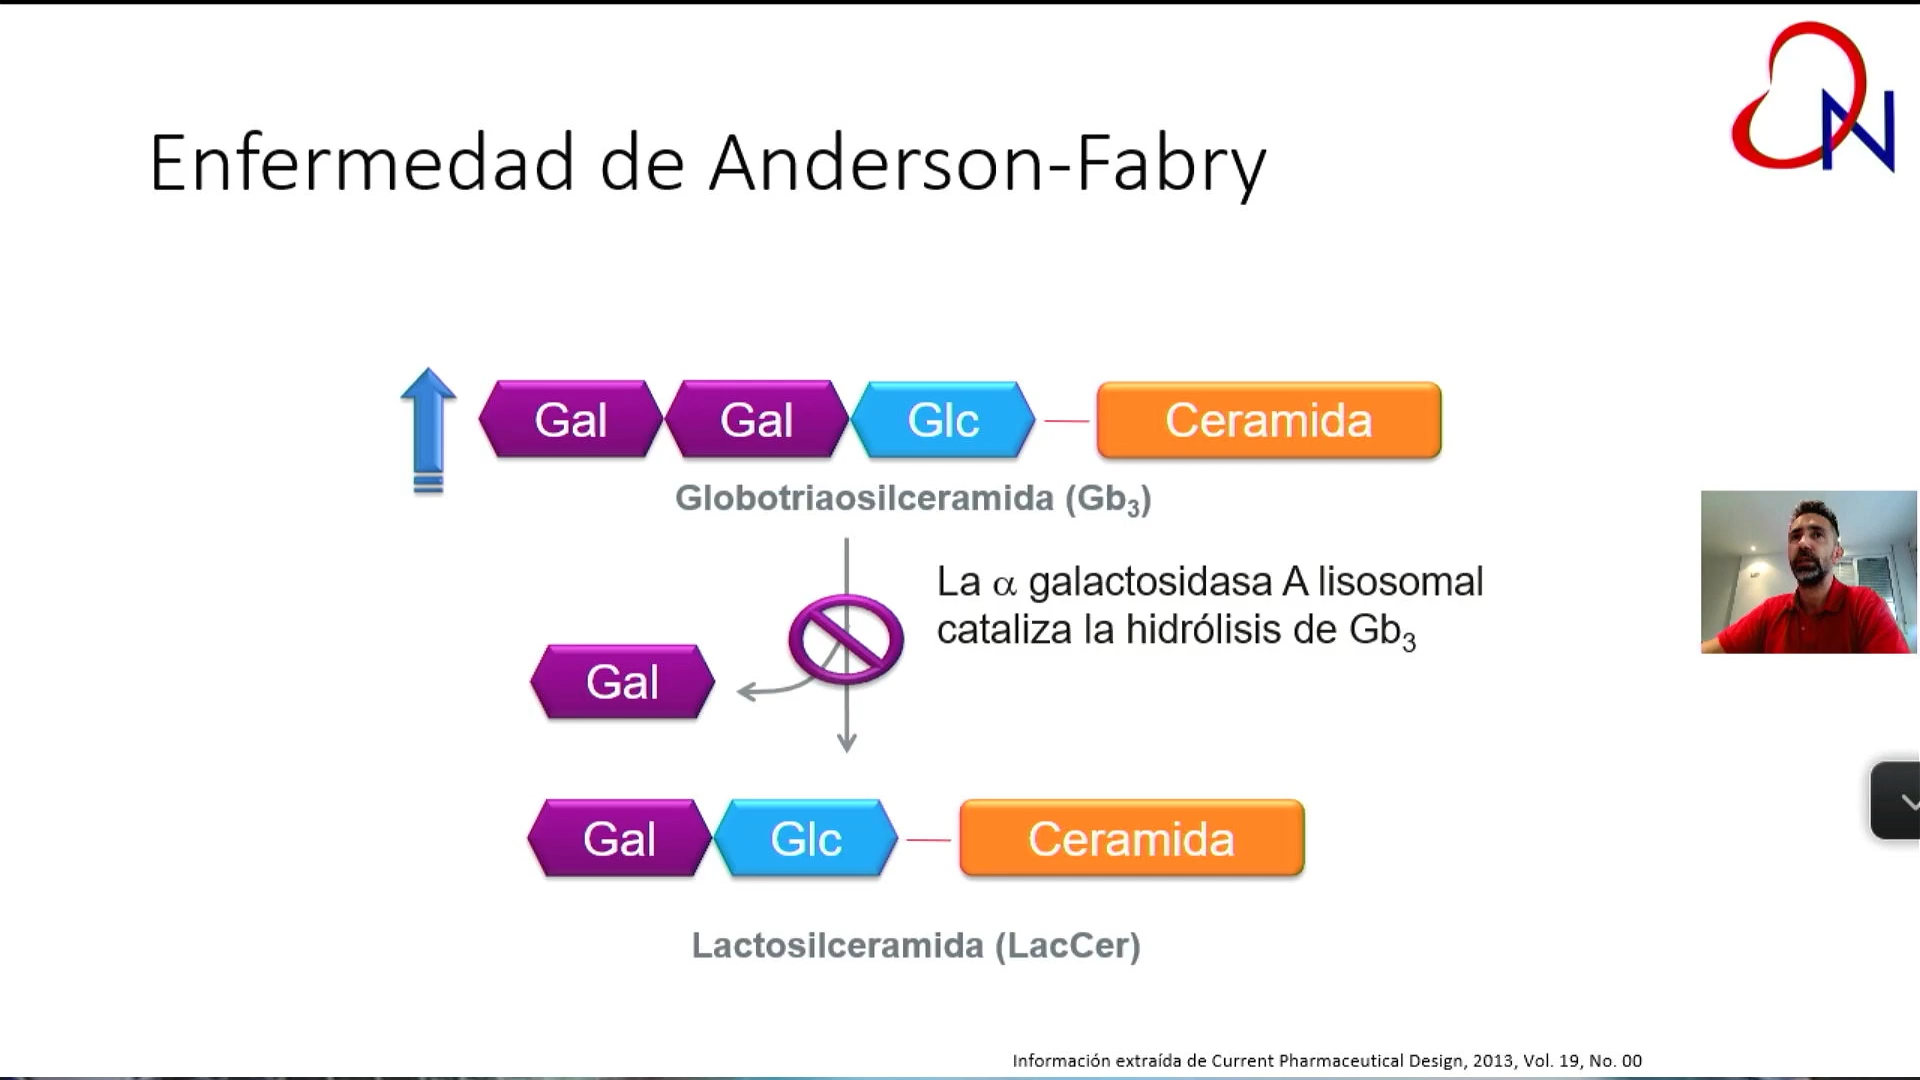 N
Enfermedad de Anderson-Fabry
Gal Gal Glc Ceramida
Globotriaosilceramida (Gb₃)
La α galactosidasa A lisosomal
cataliza la hidrólisis de Gb₃
Gal
Gal Glc Ceramida
Lactosilceramida (LacCer)
Información extraída de Current Pharmaceutical Design, 2013, Vol. 19, No. 00